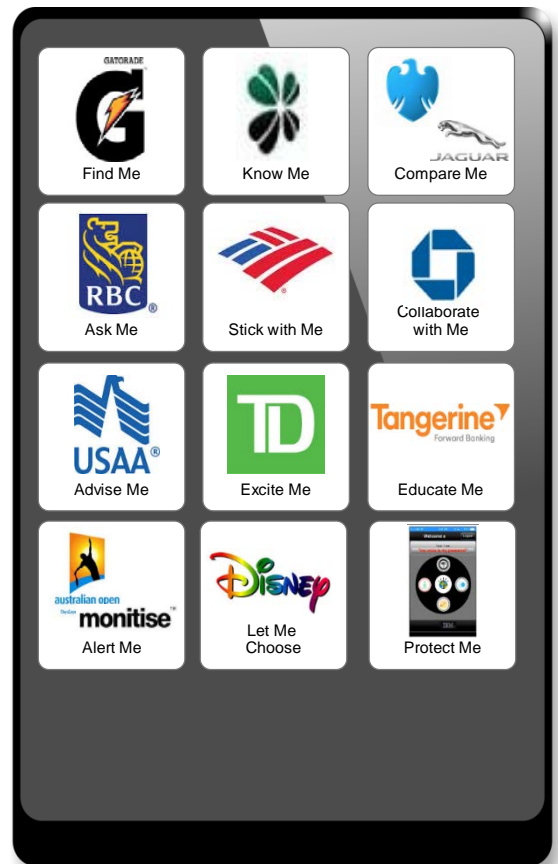 GATORADE
Find Me
Know Me
JAGUAR
Compare Me
RBC
®
Ask Me
®
Stick with Me
Collaborate
with Me
USAA®
Advise Me
TD
Excite Me
Tangerine
Forward Banking
Educate Me
australian open
monitise™
Alert Me
Disney
Let Me
Choose
Welcome
Protect Me